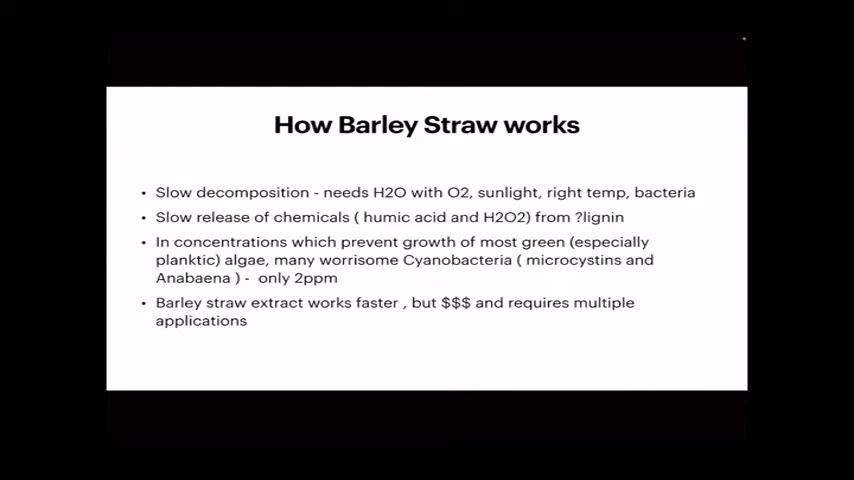 How Barley Straw works
• Slow decomposition - needs H2O with O2, sunlight, right temp, bacteria
• Slow release of chemicals ( humic acid and H2O2) from ?lignin
• In concentrations which prevent growth of most green (especially
planktic) algae, many worrisome Cyanobacteria ( microcystins and
Anabaena ) - only 2ppm
• Barley straw extract works faster , but $$$ and requires multiple
applications